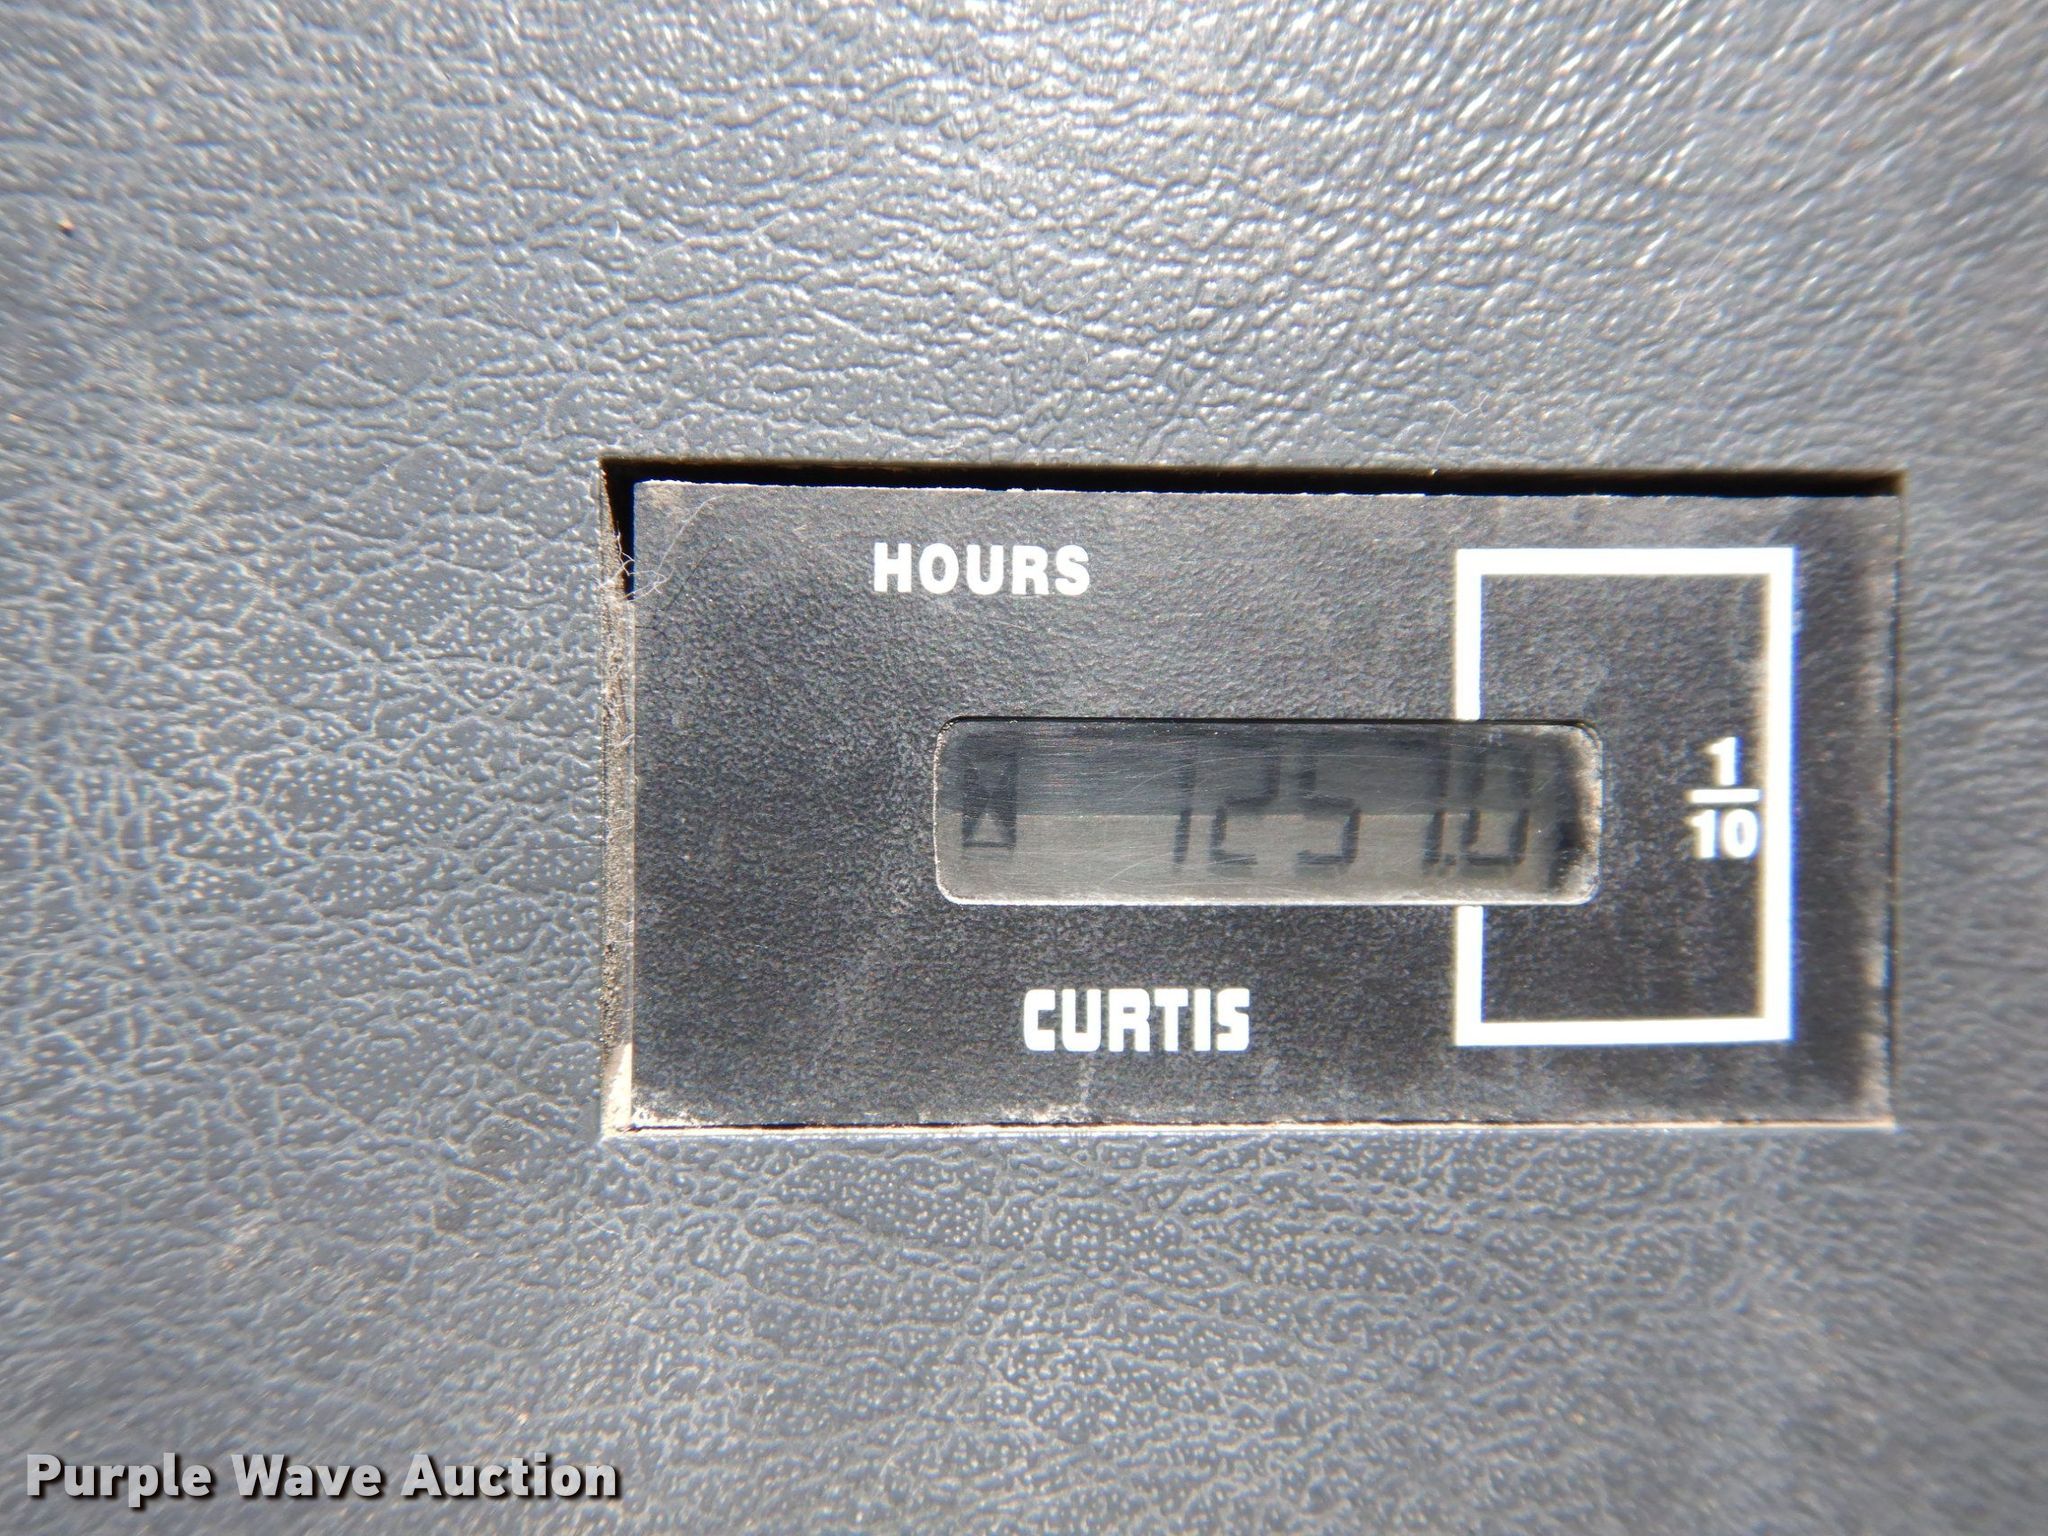 HOURS
1257.0
1
10
CURTIS
Purple Wave Auction